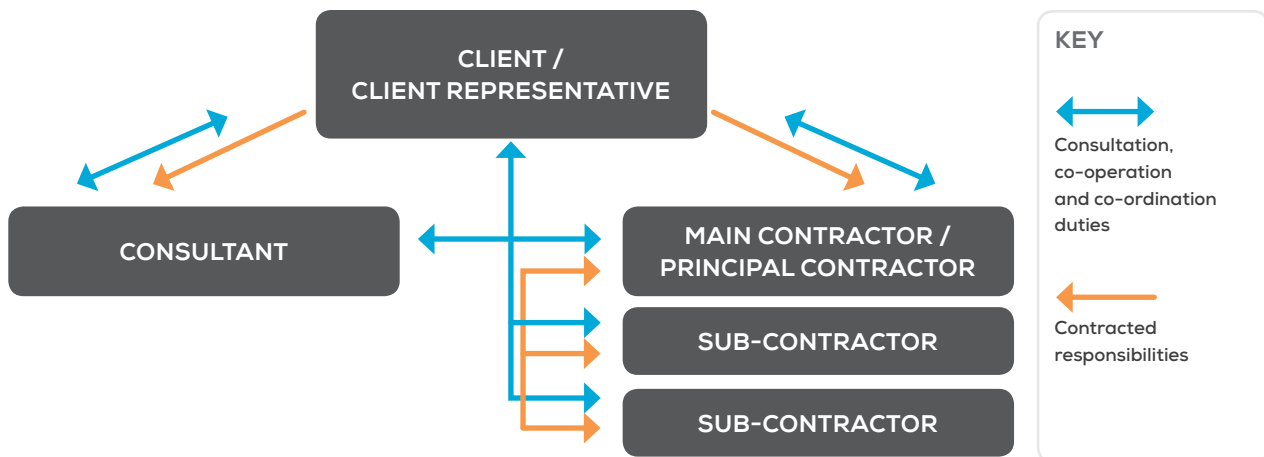 CLIENT /
CLIENT REPRESENTATIVE
CONSULTANT
MAIN CONTRACTOR /
PRINCIPAL CONTRACTOR
SUB-CONTRACTOR
SUB-CONTRACTOR
KEY
Consultation,
co-operation
and co-ordination
duties
Contracted
responsibilities